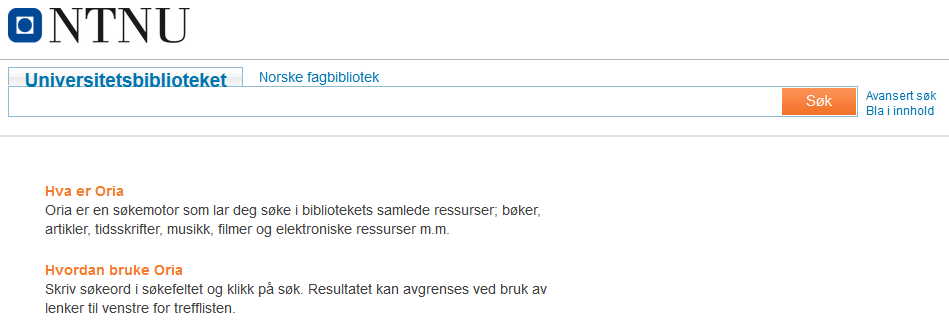 NTNU
Universitetsbiblioteket
Norske fagbibliotek
Søk
Avansert søk
Bla i innhold
Hva er Oria
Oria er en søkemotor som lar deg søke i bibliotekets samlede ressurser; bøker,
artikler, tidsskrifter, musikk, filmer og elektroniske ressurser m.m.
Hvordan bruke Oria
Skriv søkeord i søkefeltet og klikk på søk. Resultatet kan avgrenses ved bruk av
lenker til venstre for trefflisten.